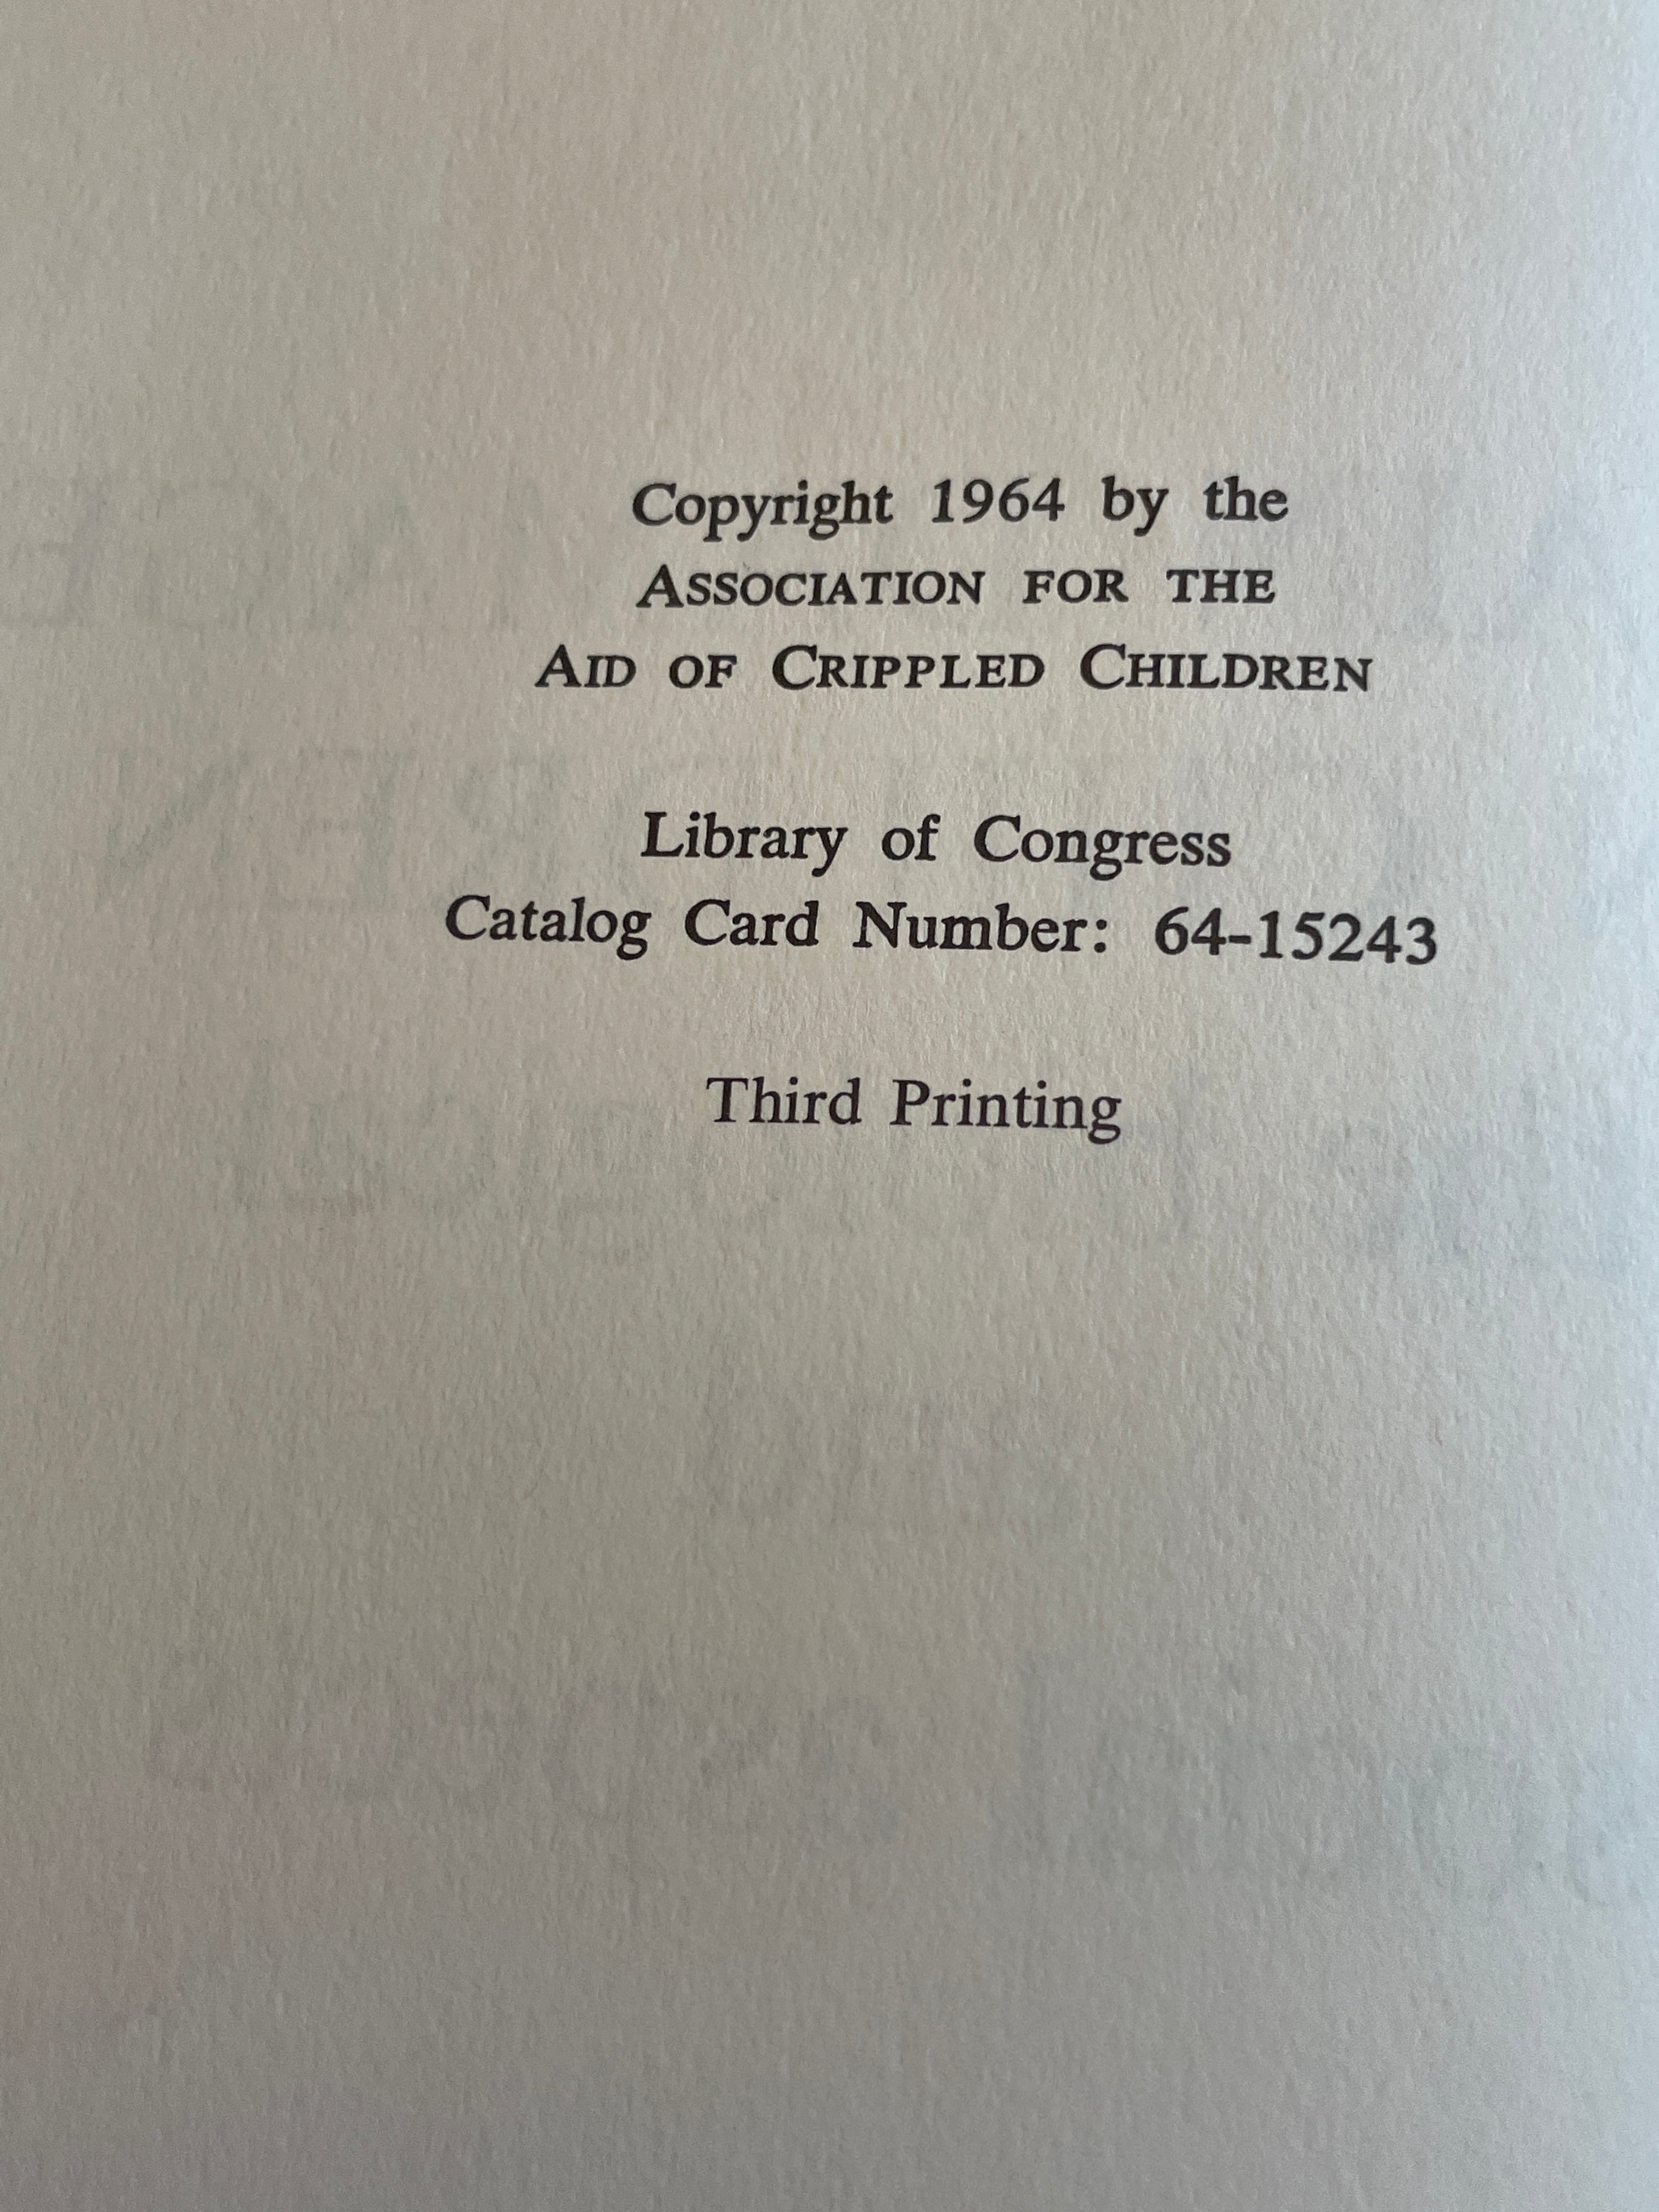 Copyright 1964 by the
ASSOCIATION FOR THE
AID OF CRIPPLED CHILDREN
Library of Congress
Catalog Card Number: 64-15243
Third Printing